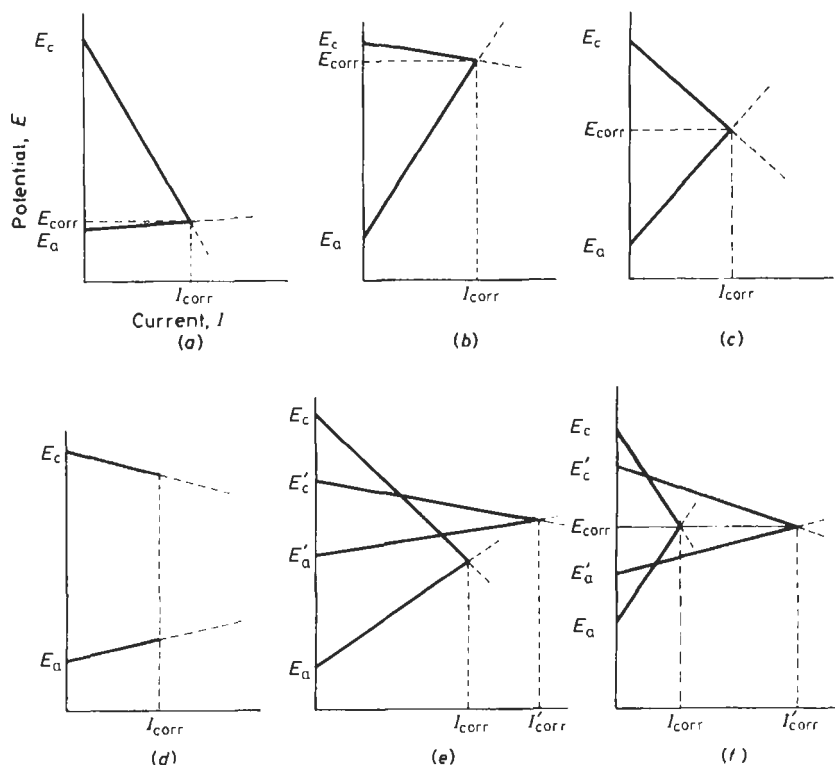 E_c
E_corr
E_a
Potential, E
I_corr
Current, I
(a)
E_c
E_corr
E_a
I_corr
(b)
E_c
E_corr
E_a
I_corr
(c)
E_c
E_a
I_corr
(d)
E_c
E'_c
E'_a
E_a
I_corr I'_corr
(e)
E_c
E'_c
E_corr
E'_a
E_a
I_corr I'_corr
(f)